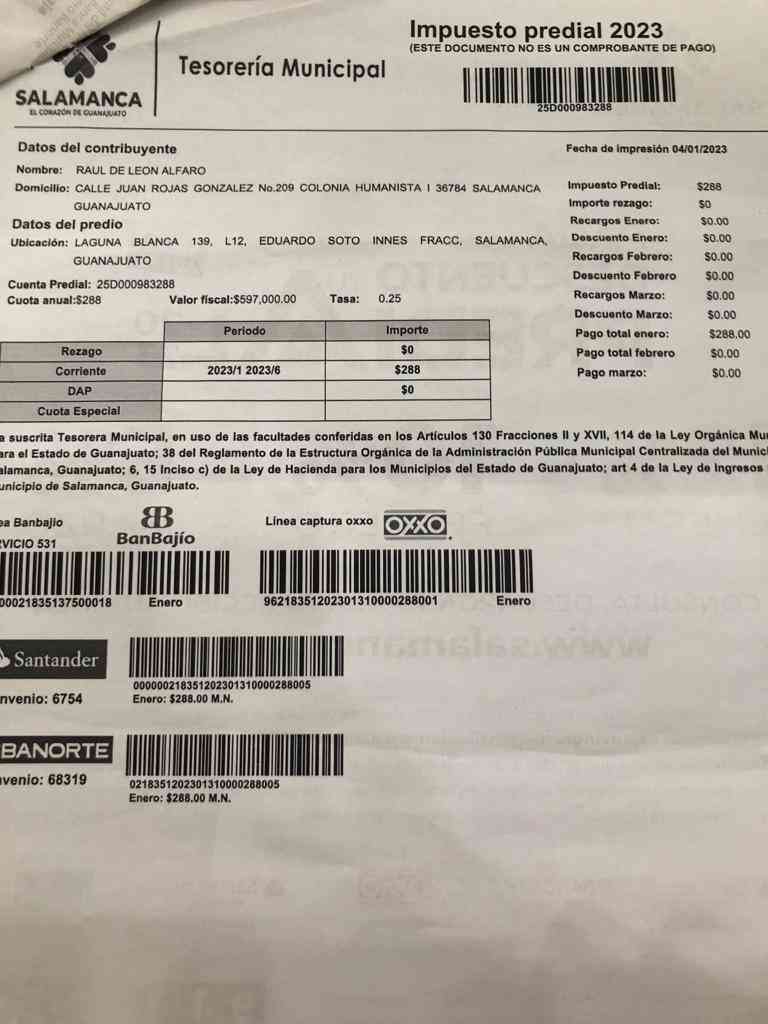 Impuesto predial 2023
(ESTE DOCUMENTO NO ES UN COMPROBANTE DE PAGO)
Tesorería Municipal
SALAMANCA
EL CORAZÓN DE GUANAJUATO
25D000983288
Datos del contribuyente
Fecha de impresión 04/01/2023
Nombre: RAUL DE LEON ALFARO
Domicilio: CALLE JUAN ROJAS GONZALEZ No.209 COLONIA HUMANISTA I 36784 SALAMANCA
GUANAJUATO
Datos del predio
Ubicación: LAGUNA BLANCA 139, L12, EDUARDO SOTO INNES FRACC, SALAMANCA,
GUANAJUATO
Cuenta Predial: 25D000983288
Cuota anual:$288 Valor fiscal:$597,000.00 Tasa: 0.25
Impuesto Predial: $288
Importe rezago: $0
Recargos Enero: $0.00
Descuento Enero: $0.00
Recargos Febrero: $0.00
Descuento Febrero $0.00
Recargos Marzo: $0.00
Descuento Marzo: $0.00
Pago total enero: $288.00
Pago total febrero $0.00
Pago marzo: $0.00
Periodo Importe
Rezago $0
Corriente 2023/1 2023/6 $288
DAP $0
Cuota Especial
a suscrita Tesorera Municipal, en uso de las facultades conferidas en los Artículos 130 Fracciones II y XVII, 114 de la Ley Orgánica Mu
ara el Estado de Guanajuato; 38 del Reglamento de la Estructura Orgánica de la Administración Pública Municipal Centralizada del Munici
alamanca, Guanajuato; 6, 15 Inciso c) de la Ley de Hacienda para los Municipios del Estado de Guanajuato; art 4 de la Ley de Ingresos
unicipio de Salamanca, Guanajuato.
ea Banbajio
RVICIO 531
BanBajío
Línea captura oxxo OXXO
00021835137500018 Enero
96218351202301310000288001 Enero
Santander
nvenio: 6754
000000218351202301310000288005
Enero: $288.00 M.N.
BANORTE
nvenio: 68319
0218351202301310000288005
Enero: $288.00 M.N.